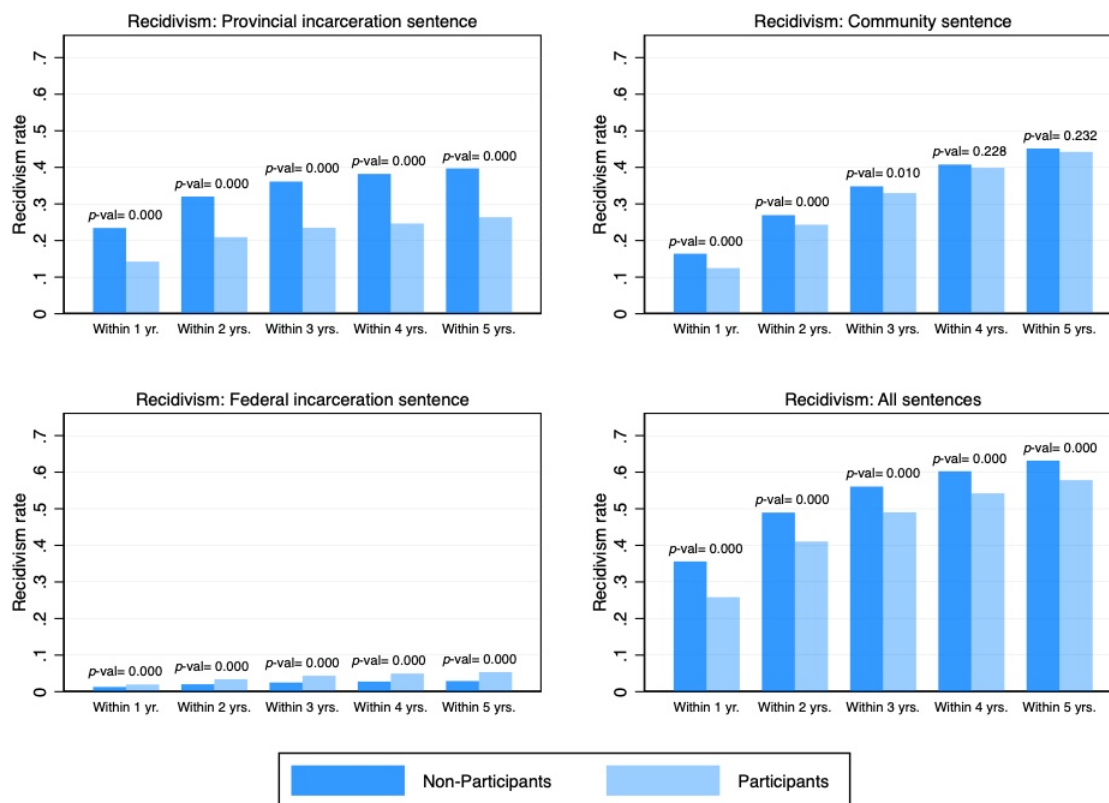 Recidivism: Provincial incarceration sentence
Recidivism rate
0 .1 .2 .3 .4 .5 .6 .7
p-val= 0.000
p-val= 0.000
p-val= 0.000
p-val= 0.000
p-val= 0.000
Within 1 yr. Within 2 yrs. Within 3 yrs. Within 4 yrs. Within 5 yrs.
Recidivism: Community sentence
Recidivism rate
0 .1 .2 .3 .4 .5 .6 .7
p-val= 0.000
p-val= 0.000
p-val= 0.010
p-val= 0.228
p-val= 0.232
Within 1 yr. Within 2 yrs. Within 3 yrs. Within 4 yrs. Within 5 yrs.
Recidivism: Federal incarceration sentence
Recidivism rate
0 .1 .2 .3 .4 .5 .6 .7
p-val= 0.000
p-val= 0.000
p-val= 0.000
p-val= 0.000
p-val= 0.000
Within 1 yr. Within 2 yrs. Within 3 yrs. Within 4 yrs. Within 5 yrs.
Recidivism: All sentences
Recidivism rate
0 .1 .2 .3 .4 .5 .6 .7
p-val= 0.000
p-val= 0.000
p-val= 0.000
p-val= 0.000
p-val= 0.000
Within 1 yr. Within 2 yrs. Within 3 yrs. Within 4 yrs. Within 5 yrs.
Non-Participants Participants